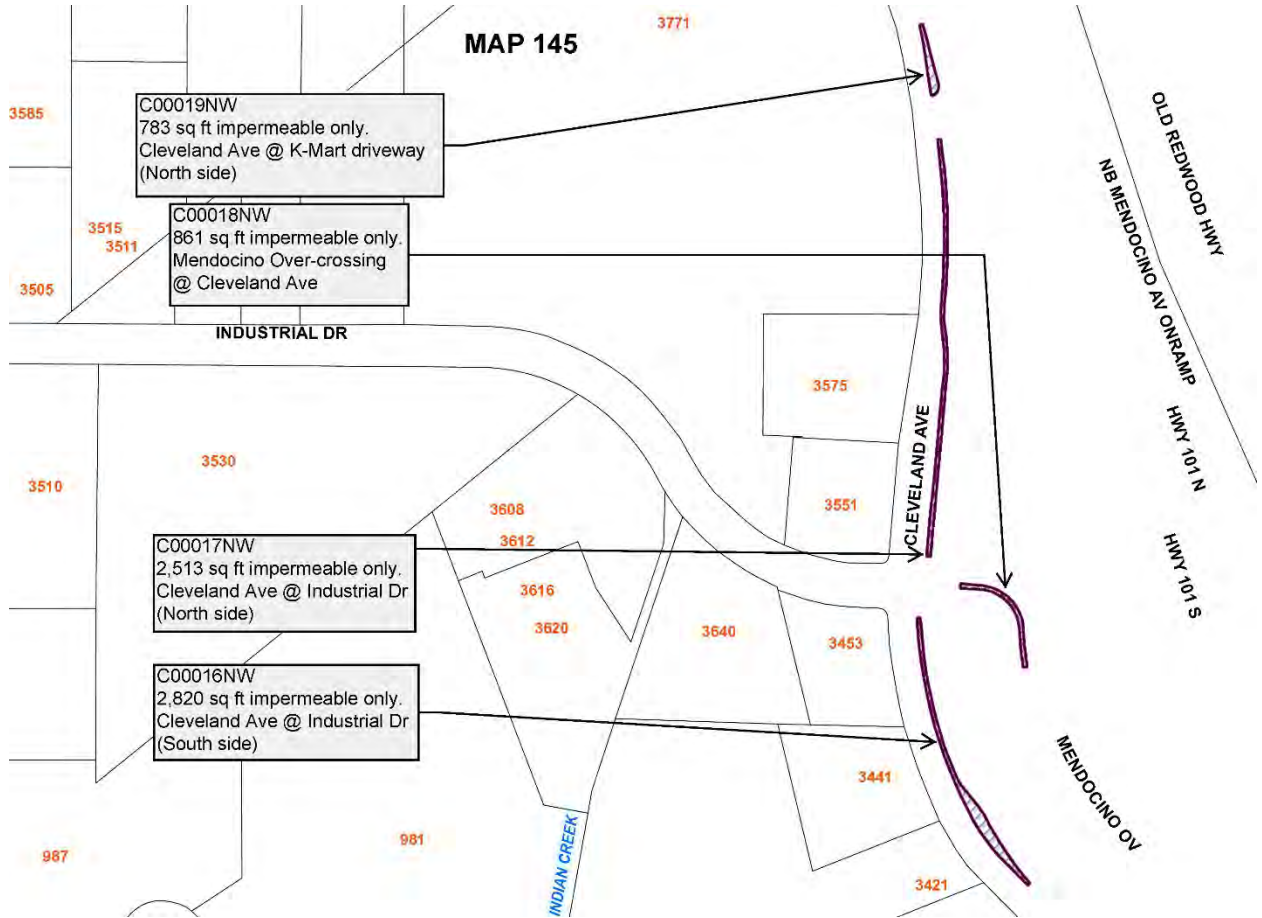 3771
MAP 145
3585
C00019NW
783 sq ft impermeable only.
Cleveland Ave @ K-Mart driveway
(North side)
OLD REDWOOD HWY
NB MENDOCINO AV ONRAMP
3515
3511
C00018NW
861 sq ft impermeable only.
Mendocino Over-crossing
@ Cleveland Ave
3505
INDUSTRIAL DR
3575
CLEVELAND AVE
HWY 101 N
3530
3510
3551
3608
3612
HWY 101 S
C00017NW
2,513 sq ft impermeable only.
Cleveland Ave @ Industrial Dr
(North side)
3616
3620
3640
3453
C00016NW
2,820 sq ft impermeable only.
Cleveland Ave @ Industrial Dr
(South side)
3441
MENDOCINO OV
987
981
INDIAN CREEK
3421